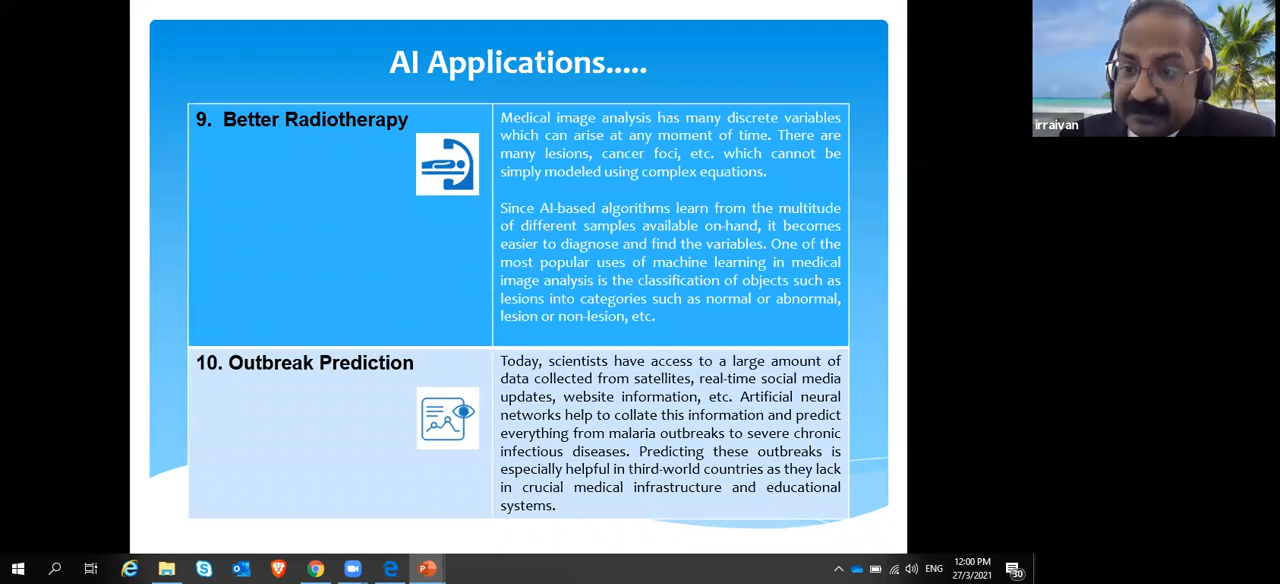 AI Applications.....
9. Better Radiotherapy
Medical image analysis has many discrete variables
which can arise at any moment of time. There are
many lesions, cancer foci, etc. which cannot be
simply modeled using complex equations.
Since AI-based algorithms learn from the multitude
of different samples available on-hand, it becomes
easier to diagnose and find the variables. One of the
most popular uses of machine learning in medical
image analysis is the classification of objects such as
lesions into categories such as normal or abnormal,
lesion or non-lesion, etc.
10. Outbreak Prediction
Today, scientists have access to a large amount of
data collected from satellites, real-time social media
updates, website information, etc. Artificial neural
networks help to collate this information and predict
everything from malaria outbreaks to severe chronic
infectious diseases. Predicting these outbreaks is
especially helpful in third-world countries as they lack
in crucial medical infrastructure and educational
systems.
irraivan
ENG
12:00 PM
27/3/2021
30